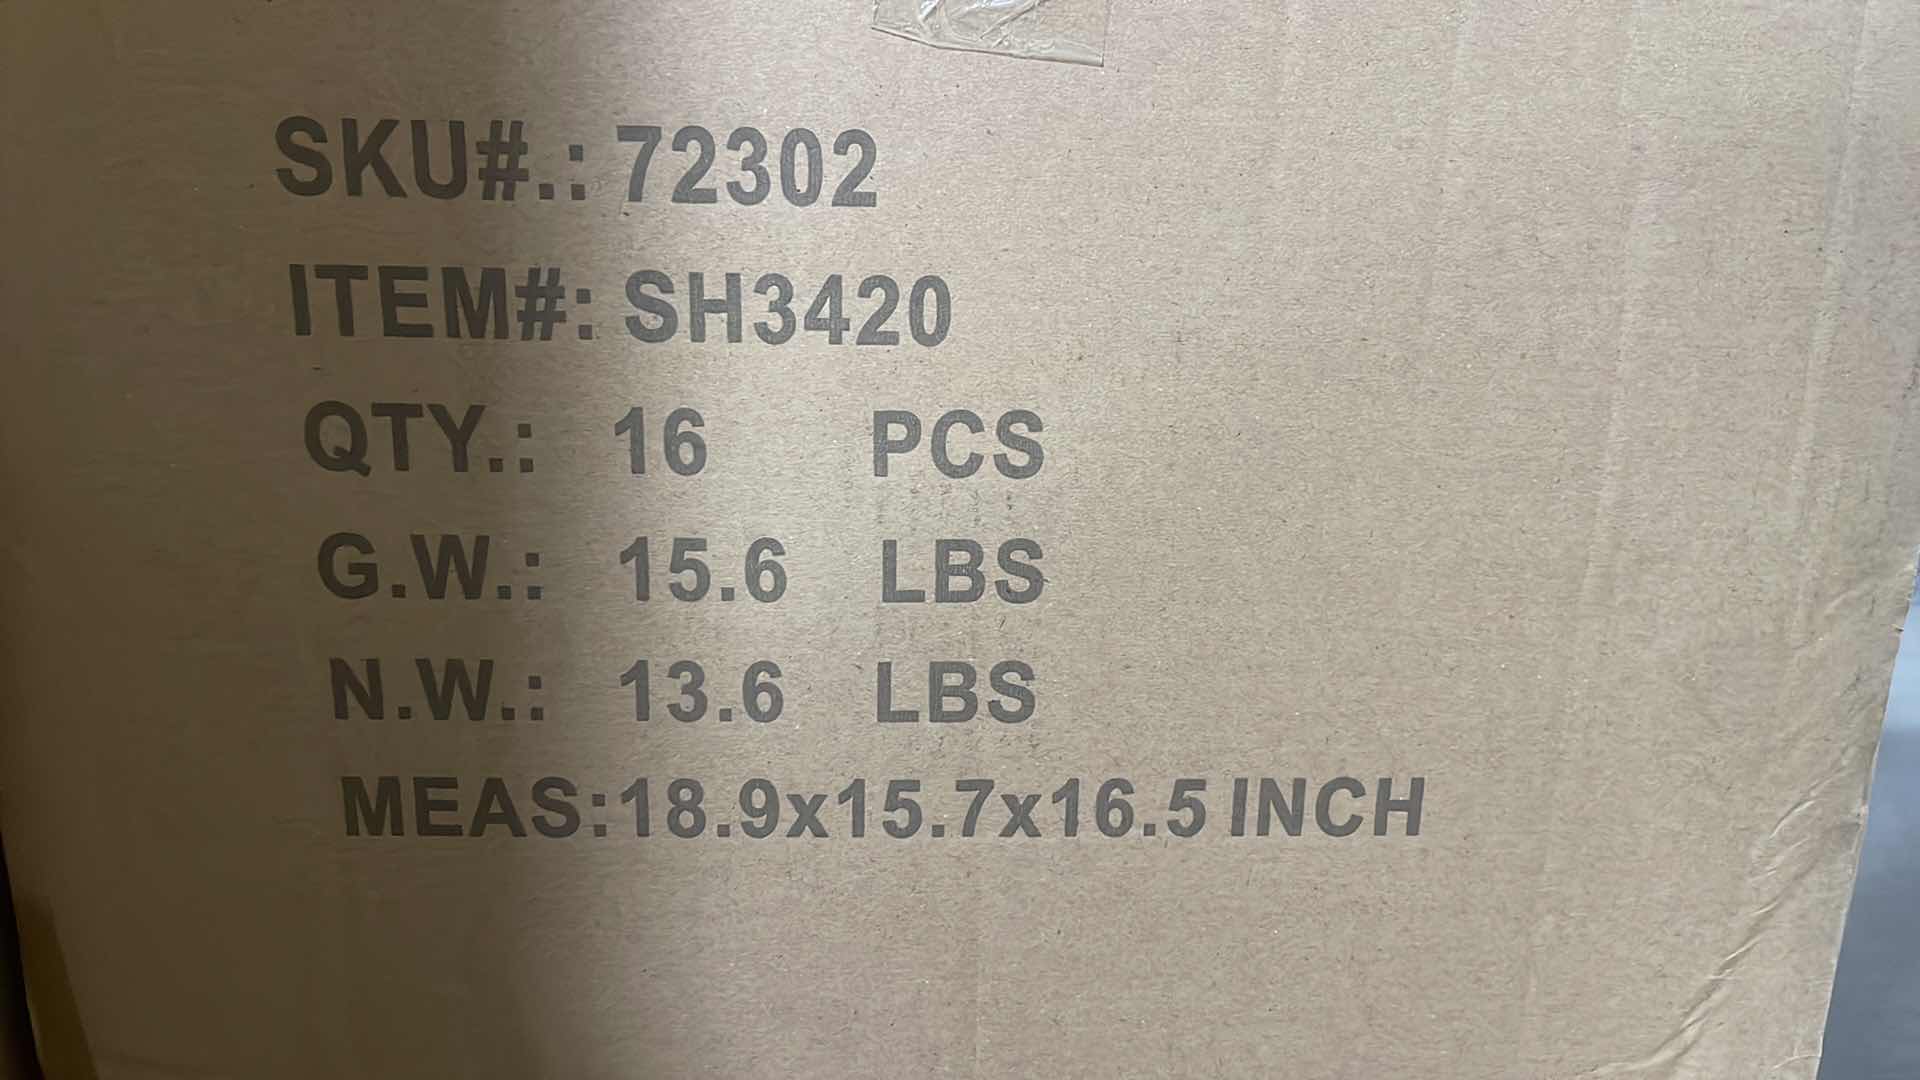 SKU#.: 72302
ITEM#: SH3420
QTY.: 16 PCS
G.W.: 15.6 LBS
N.W.: 13.6 LBS
MEAS:18.9x15.7x16.5 INCH